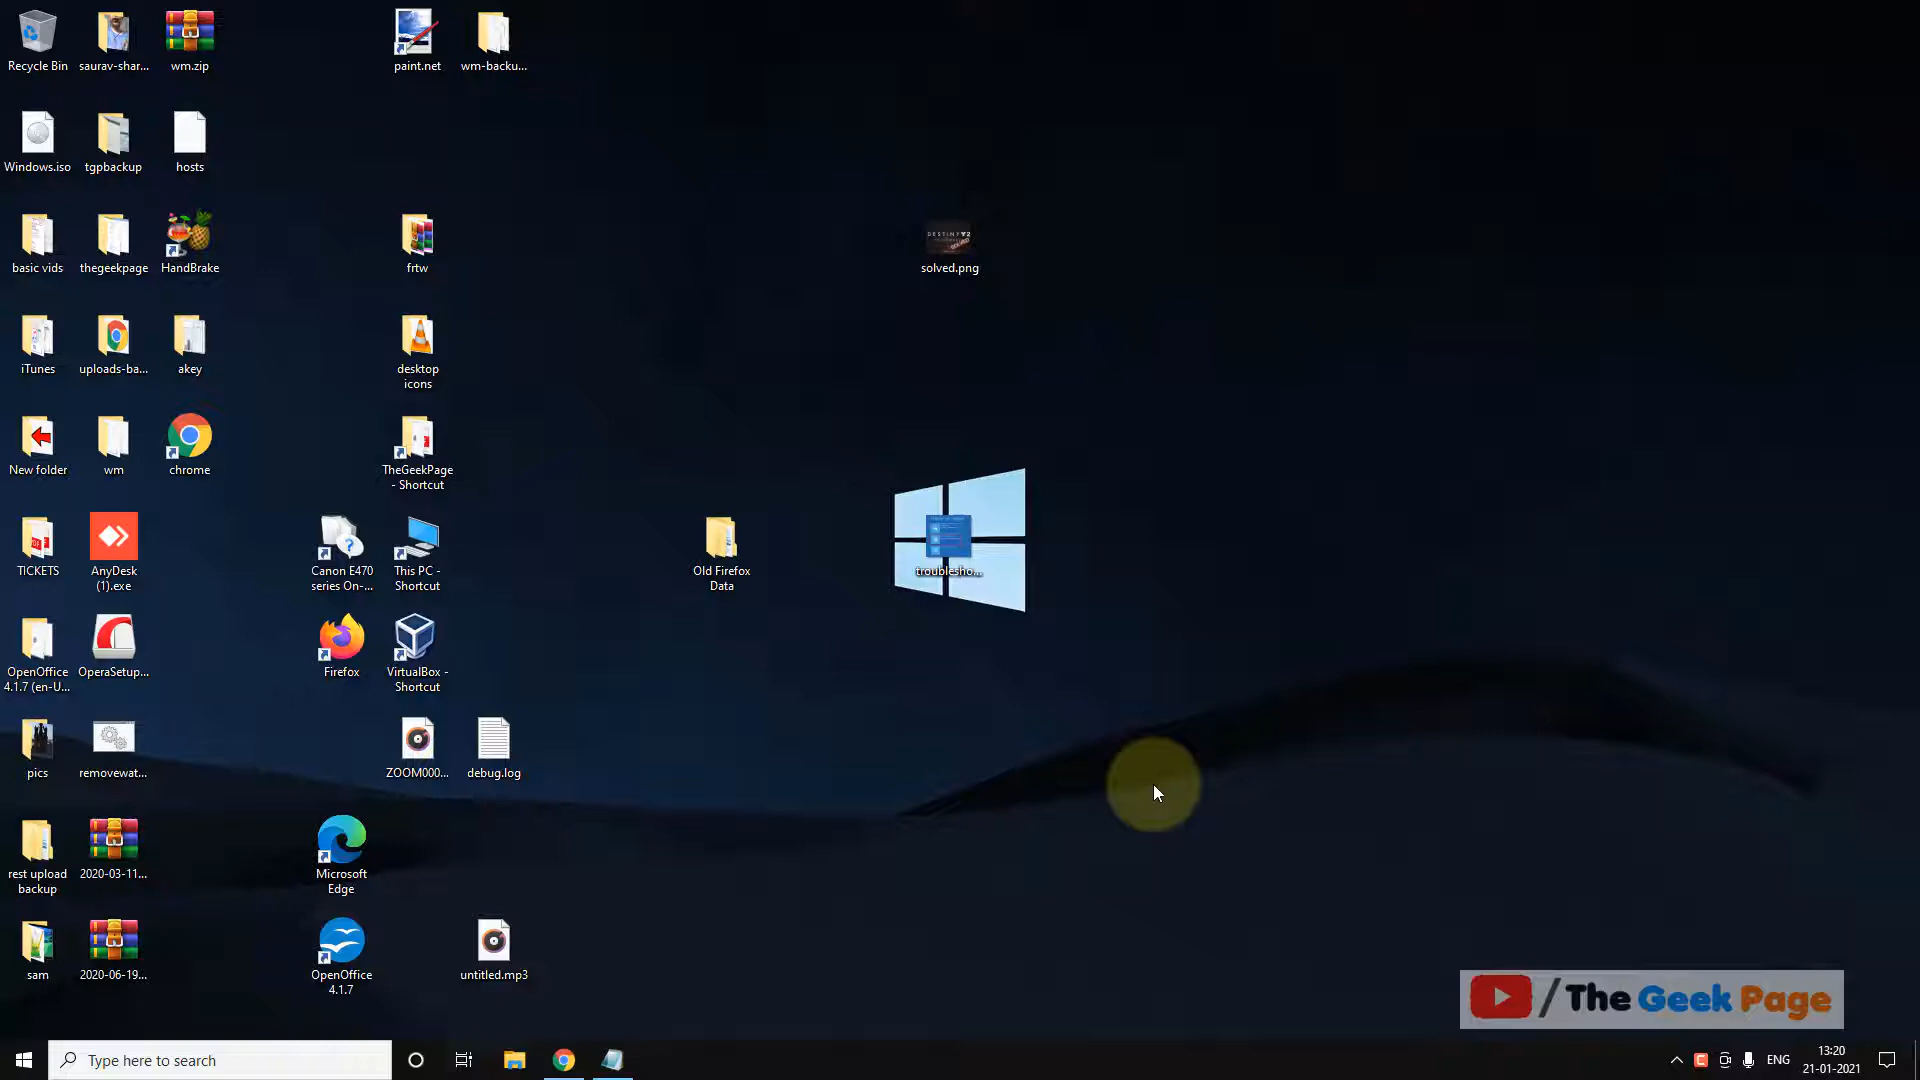 Recycle Bin
saurav-shar...
wm.zip
paint.net
wm-backu...
Windows.iso
tgpbackup
hosts
basic vids
thegeekpage
HandBrake
frtw
DESTINY 2
solved.png
iTunes
uploads-ba...
akey
desktop
icons
New folder
wm
chrome
TheGeekPage
- Shortcut
TICKETS
AnyDesk
(1).exe
Canon E470
series On-...
This PC -
Shortcut
Old Firefox
Data
troublesho...
OpenOffice
4.1.7 (en-U...
OperaSetup...
Firefox
VirtualBox -
Shortcut
pics
removewat...
ZOOM000...
debug.log
rest upload
backup
2020-03-11...
Microsoft
Edge
sam
2020-06-19...
OpenOffice
4.1.7
untitled.mp3
/ The Geek Page
Type here to search
ENG
13:20
21-01-2021